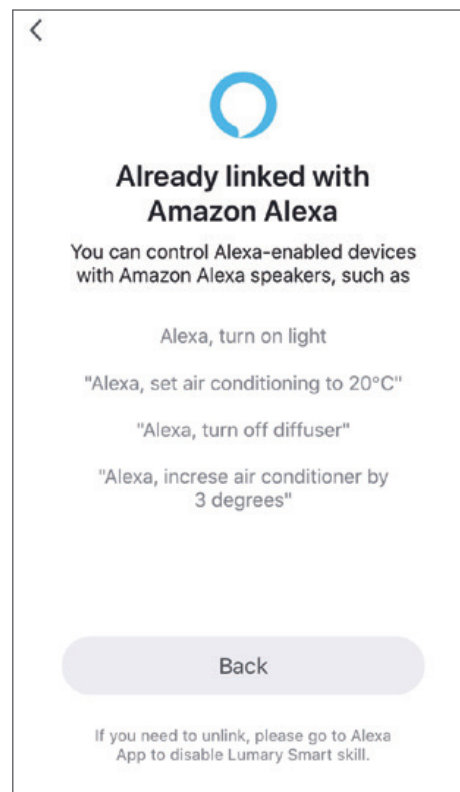 Already linked with
Amazon Alexa
You can control Alexa-enabled devices
with Amazon Alexa speakers, such as
Alexa, turn on light
"Alexa, set air conditioning to 20°C"
"Alexa, turn off diffuser"
"Alexa, increse air conditioner by
3 degrees"
Back
If you need to unlink, please go to Alexa
App to disable Lumary Smart skill.